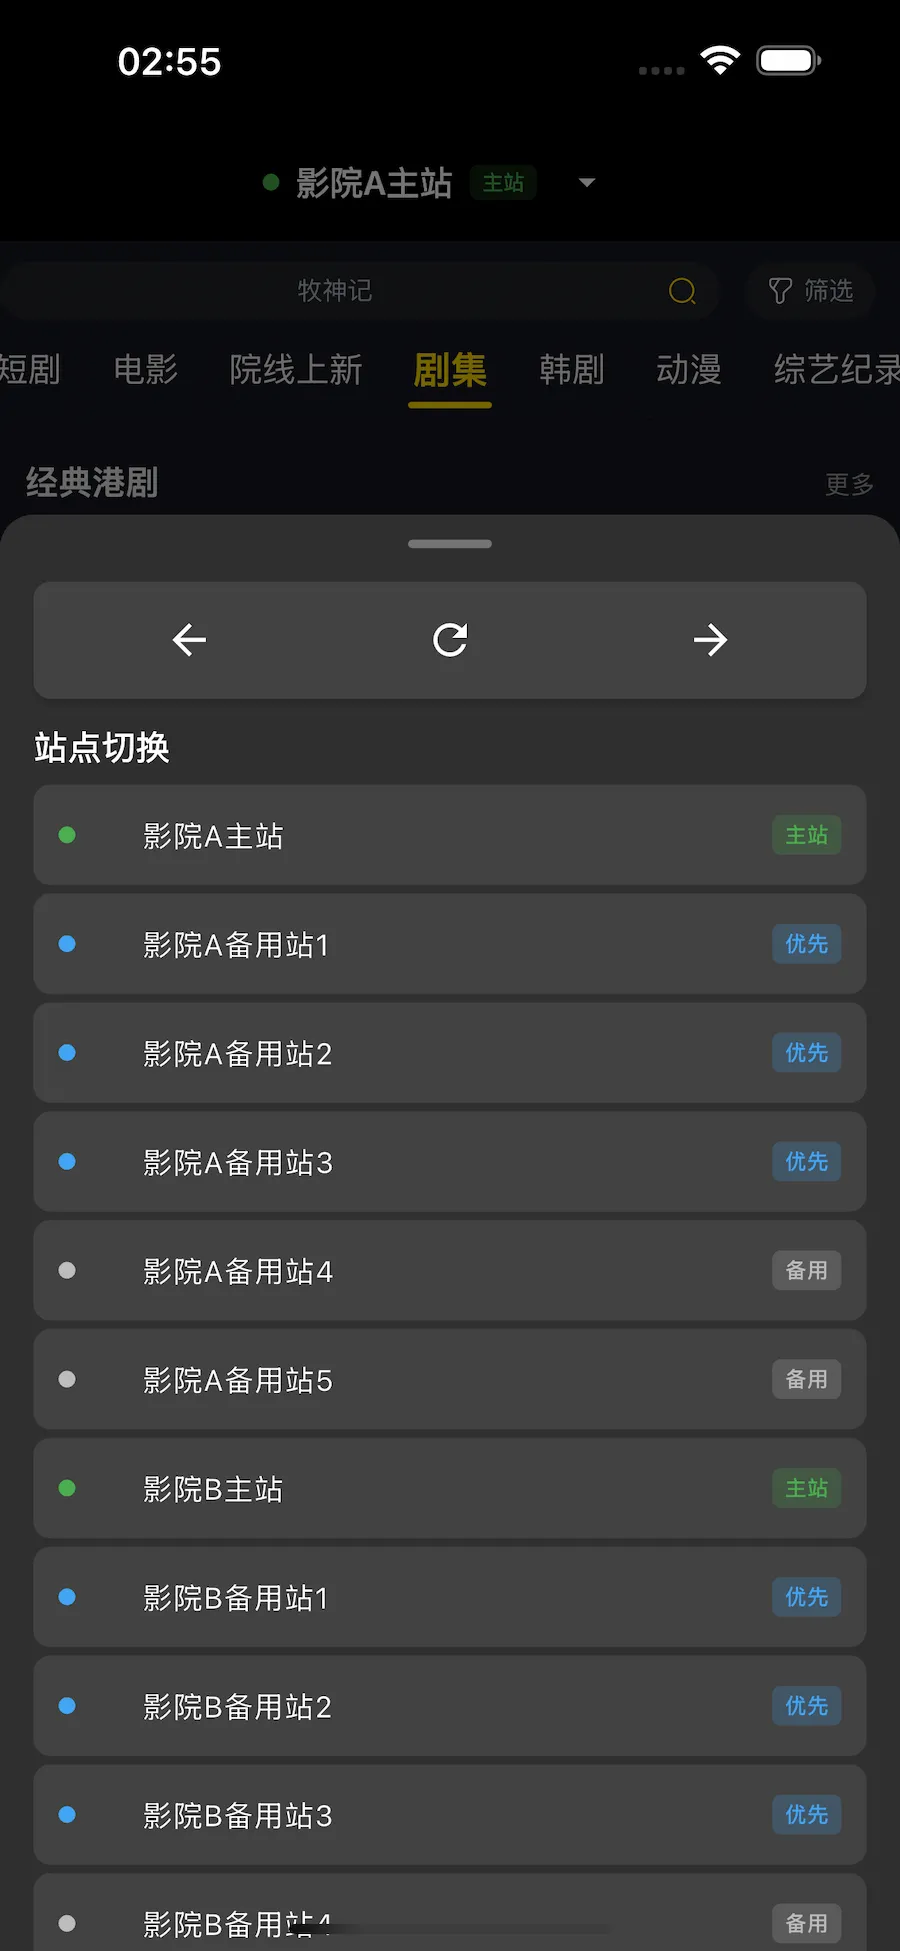 02:55
影院A主站 主站
牧神记 筛选
短剧 电影 院线上新 剧集 韩剧 动漫 综艺纪录
经典港剧 更多
站点切换
影院A主站 主站
影院A备用站1 优先
影院A备用站2 优先
影院A备用站3 优先
影院A备用站4 备用
影院A备用站5 备用
影院B主站 主站
影院B备用站1 优先
影院B备用站2 优先
影院B备用站3 优先
影院B备用站4 备用